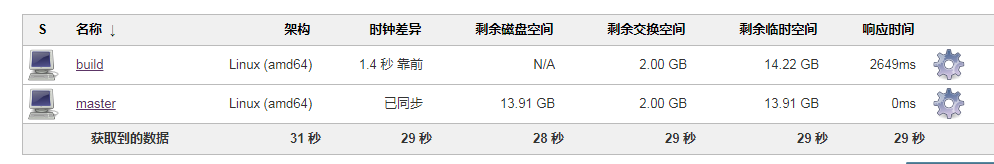 S 名称 ↓ 架构 时钟差异 剩余磁盘空间 剩余交换空间 剩余临时空间 响应时间
build Linux (amd64) 1.4 秒 靠前 N/A 2.00 GB 14.22 GB 2649ms
master Linux (amd64) 已同步 13.91 GB 2.00 GB 13.91 GB 0ms
获取到的数据 31 秒 29 秒 28 秒 29 秒 29 秒 29 秒